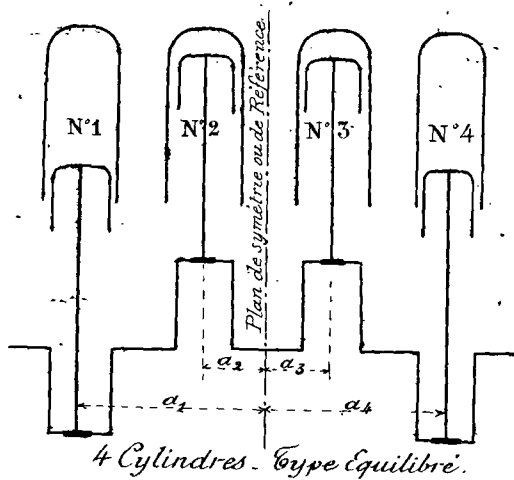 N°1
N°2
Plan de symétrie ou de Référence.
N°3
N°4
a2
a3
a1
a4
4 Cylindres - Type Equilibré.